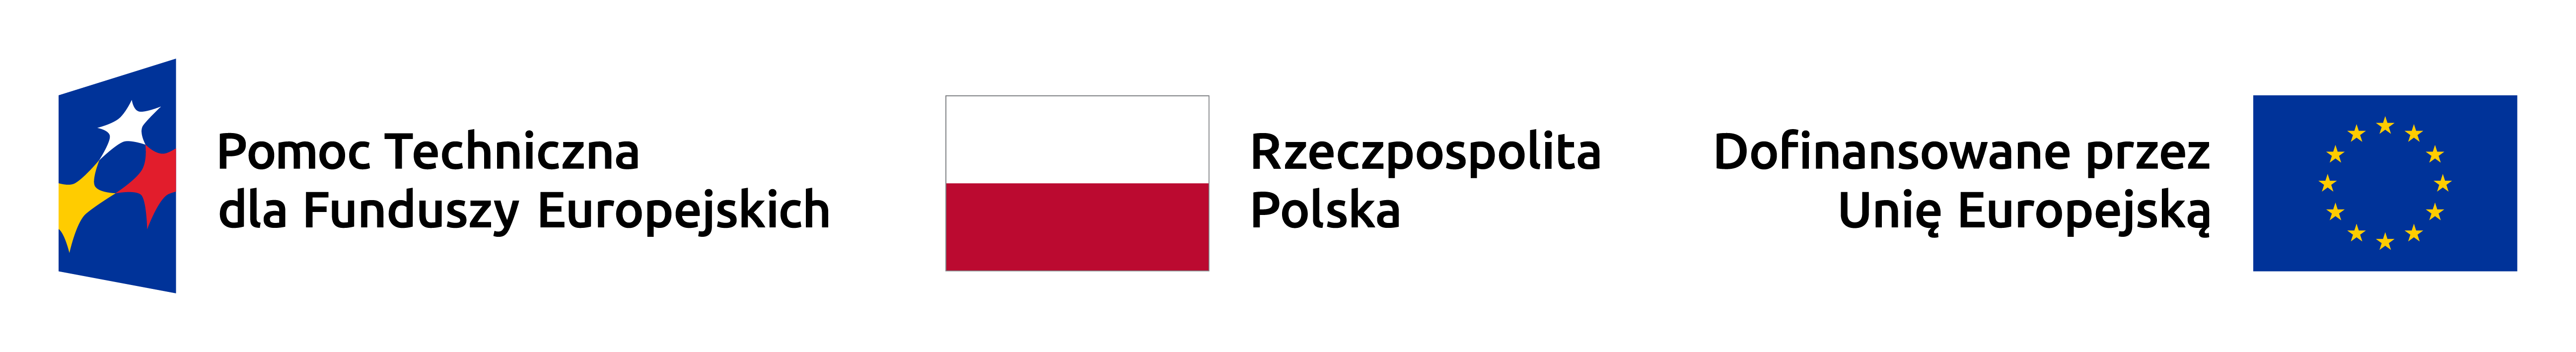 Pomoc Techniczna
dla Funduszy Europejskich
Rzeczpospolita
Polska
Dofinansowane przez
Unię Europejską